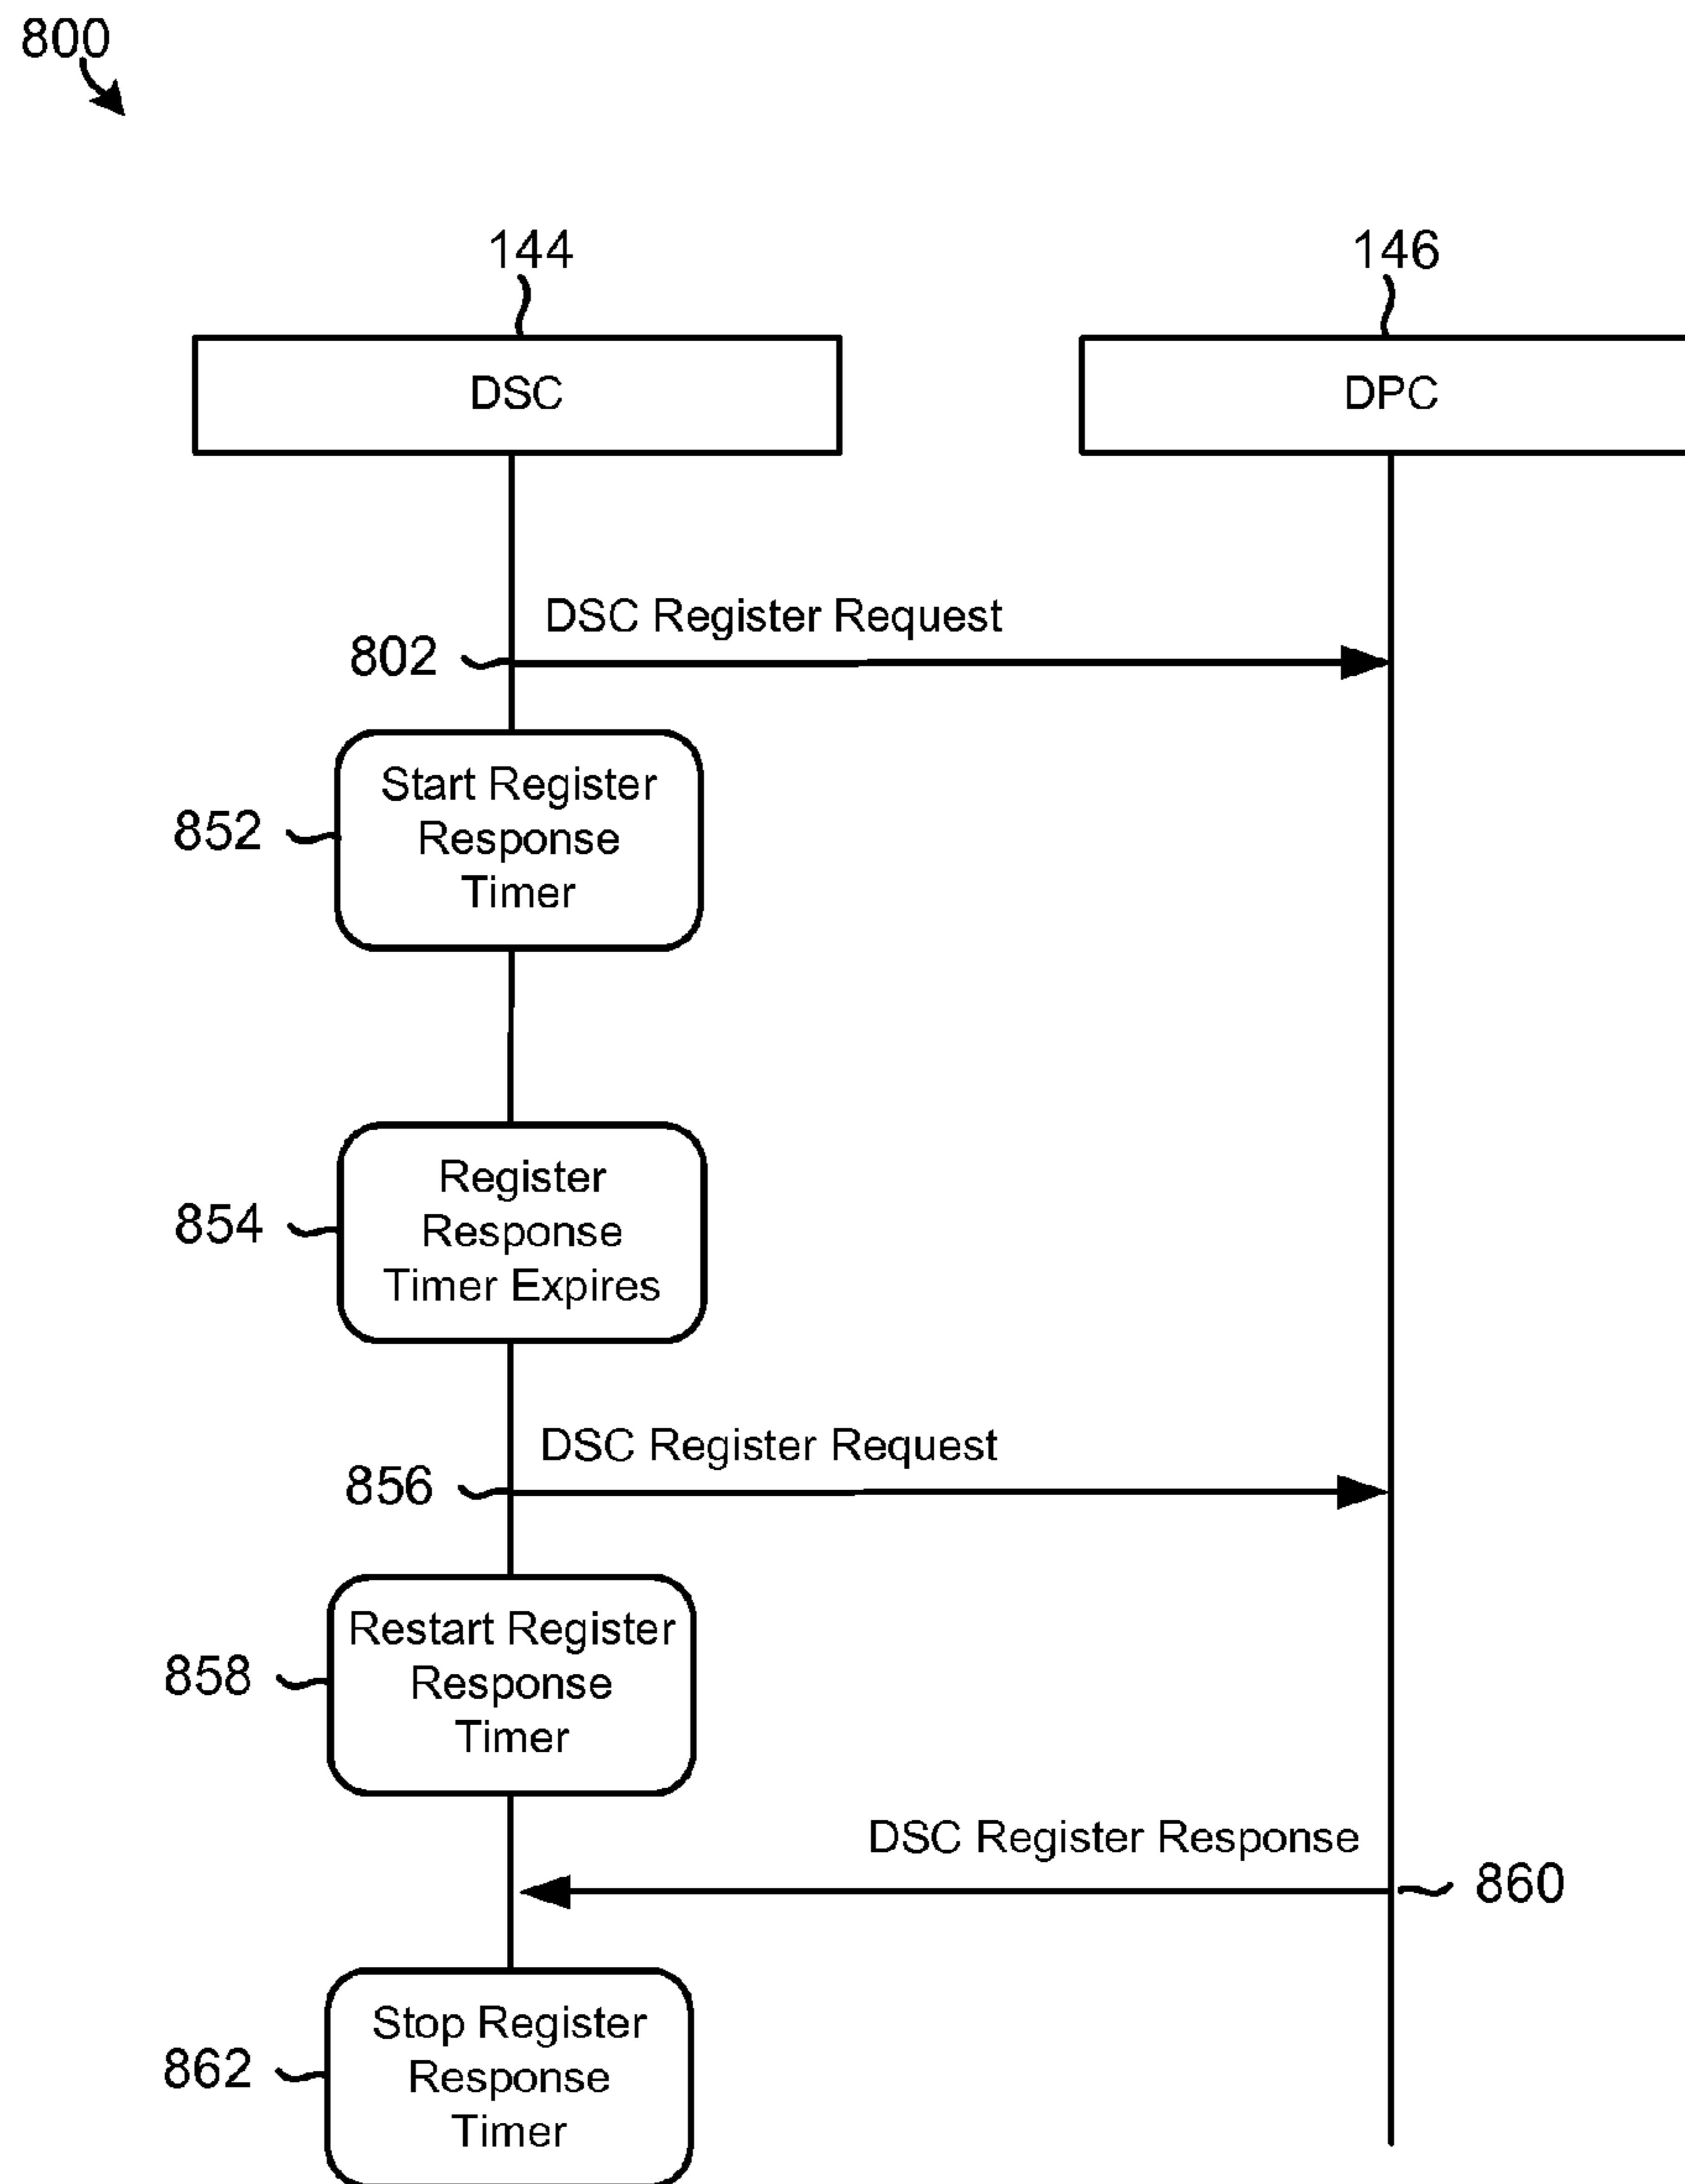 800
144
146
DSC
DPC
DSC Register Request
802
Start Register
Response
Timer
852
Register
Response
Timer Expires
854
DSC Register Request
856
Restart Register
Response
Timer
858
DSC Register Response
860
Stop Register
Response
Timer
862